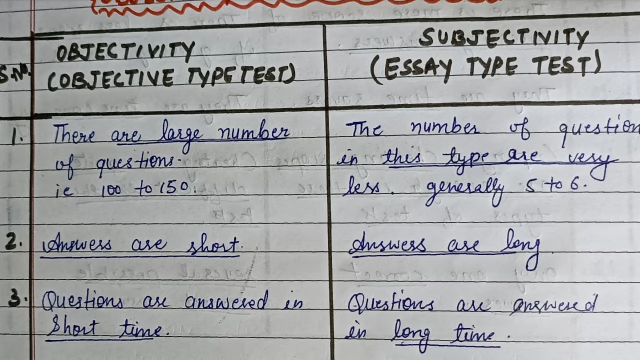 S.No.
OBJECTIVITY
(OBJECTIVE TYPE TEST)
SUBJECTIVITY
(ESSAY TYPE TEST)
1.
There are large number
of questions.
ie 100 to 150.
The number of question
in this type are very
less. generally 5 to 6.
2.
Answers are short.
Answers are long
3.
Questions are answered in
Short time.
Questions are answered
in long time.